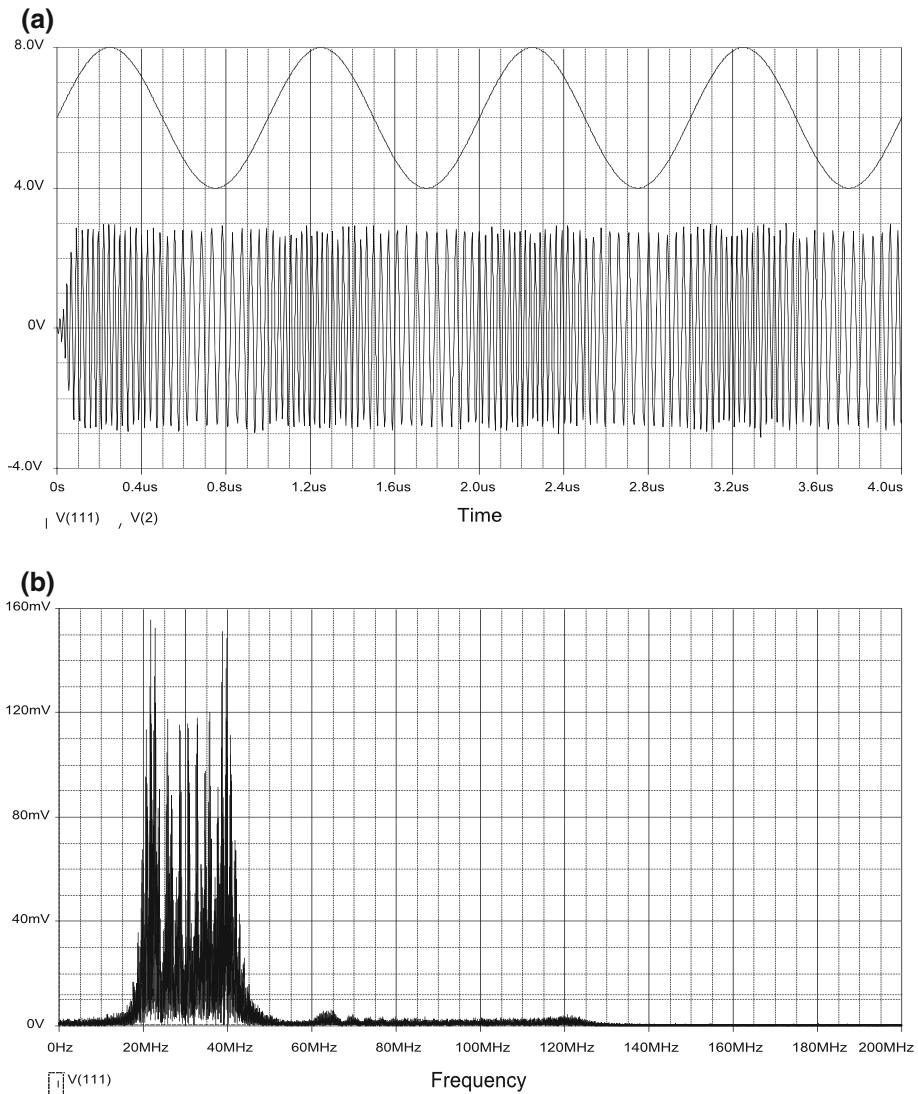 (a)
8.0V
4.0V
0V
-4.0V
0s 0.4us 0.8us 1.2us 1.6us 2.0us 2.4us 2.8us 3.2us 3.6us 4.0us
V(111) V(2)
Time
(b)
160mV
120mV
80mV
40mV
0V
0Hz 20MHz 40MHz 60MHz 80MHz 100MHz 120MHz 140MHz 160MHz 180MHz 200MHz
V(111)
Frequency